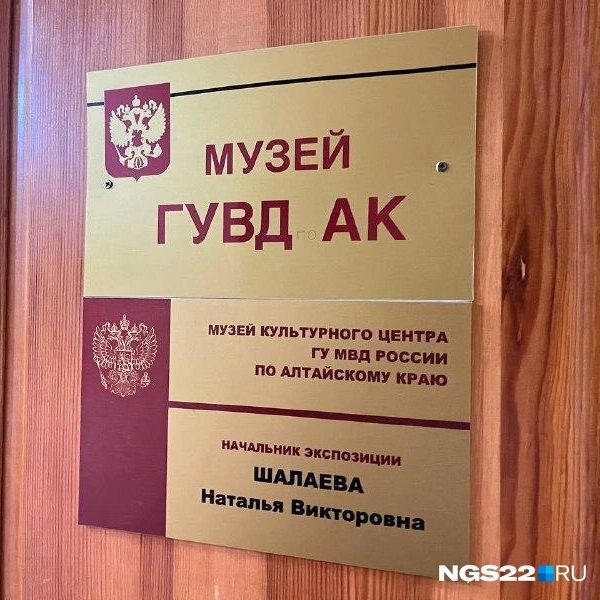 МУЗЕЙ
ГУВД по АК
МУЗЕЙ КУЛЬТУРНОГО ЦЕНТРА
ГУ МВД РОССИИ
ПО АЛТАЙСКОМУ КРАЮ
НАЧАЛЬНИК ЭКСПОЗИЦИИ
ШАЛАЕВА
Наталья Викторовна
NGS22.RU